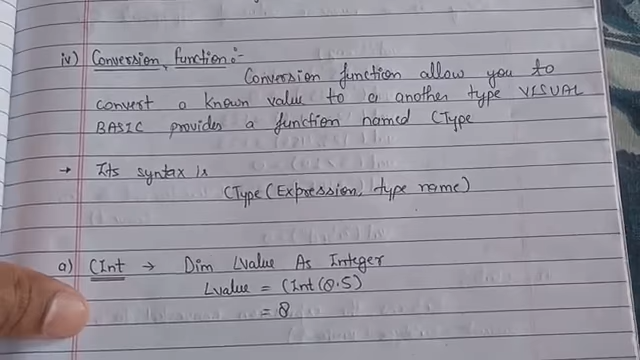 iv) Conversion, function:-
Conversion function allow you to
convert a known value to a another type VISUAL
BASIC provides a function named CType
→ Its syntax is
CType (Expression, type name)
a) CInt → Dim Lvalue As Integer
Lvalue = CInt (8.5)
= 8